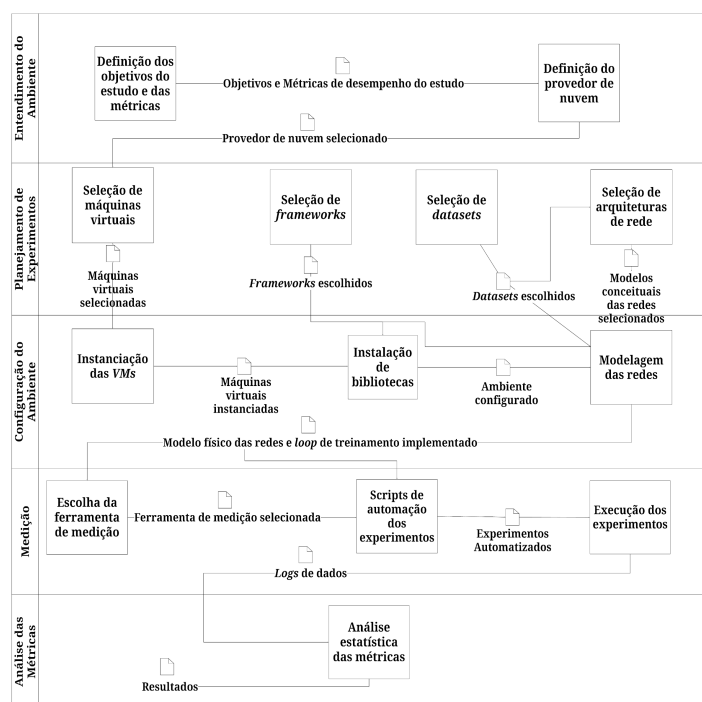 Entendimento do
Ambiente
Definição dos
objetivos do
estudo e das
métricas
Objetivos e Métricas de desempenho do estudo
Definição do
provedor de
nuvem
Provedor de nuvem selecionado
Planejamento de
Experimentos
Seleção de
máquinas
virtuais
Seleção de
frameworks
Seleção de
datasets
Seleção de
arquiteturas
de rede
Máquinas
virtuais
selecionadas
Frameworks escolhidos
Datasets escolhidos
Modelos
conceituais
das redes
selecionados
Configuração do
Ambiente
Instanciação
das VMs
Máquinas
virtuais
instanciadas
Instalação
de
bibliotecas
Ambiente
configurado
Modelagem
das redes
Modelo físico das redes e loop de treinamento implementado
Medição
Escolha da
ferramenta
de medição
Ferramenta de medição selecionada
Scripts de
automação
dos
experimentos
Experimentos
Automatizados
Execução dos
experimentos
Logs de dados
Análise das
Métricas
Análise
estatística
das métricas
Resultados